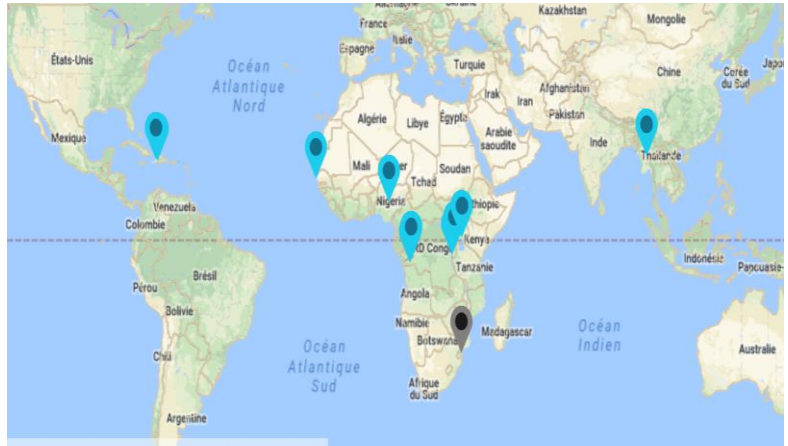 Kazakhstan
Mongolie
France
Italie
Espagne
Turquie
États-Unis
Océan
Atlantique
Nord
Chine
Corée
du Sud
Japo
Irak
Iran
Afghanistan
Pakistan
Algérie
Libye
Égypte
Arabie
saoudite
Inde
Mexique
Mali
er
Tchad
Soudan
Thaïlande
Nigeria
thiopie
Venezuela
Colombie
RD Congo
Kenya
Indonésie
Papouasie-
Tanzanie
Brésil
Pérou
Angola
Bolivie
Namibie
Botswana
Madagascar
Océan
Indien
Océan
Atlantique
Sud
Chili
Australie
Afrique
du Sud
Argentine